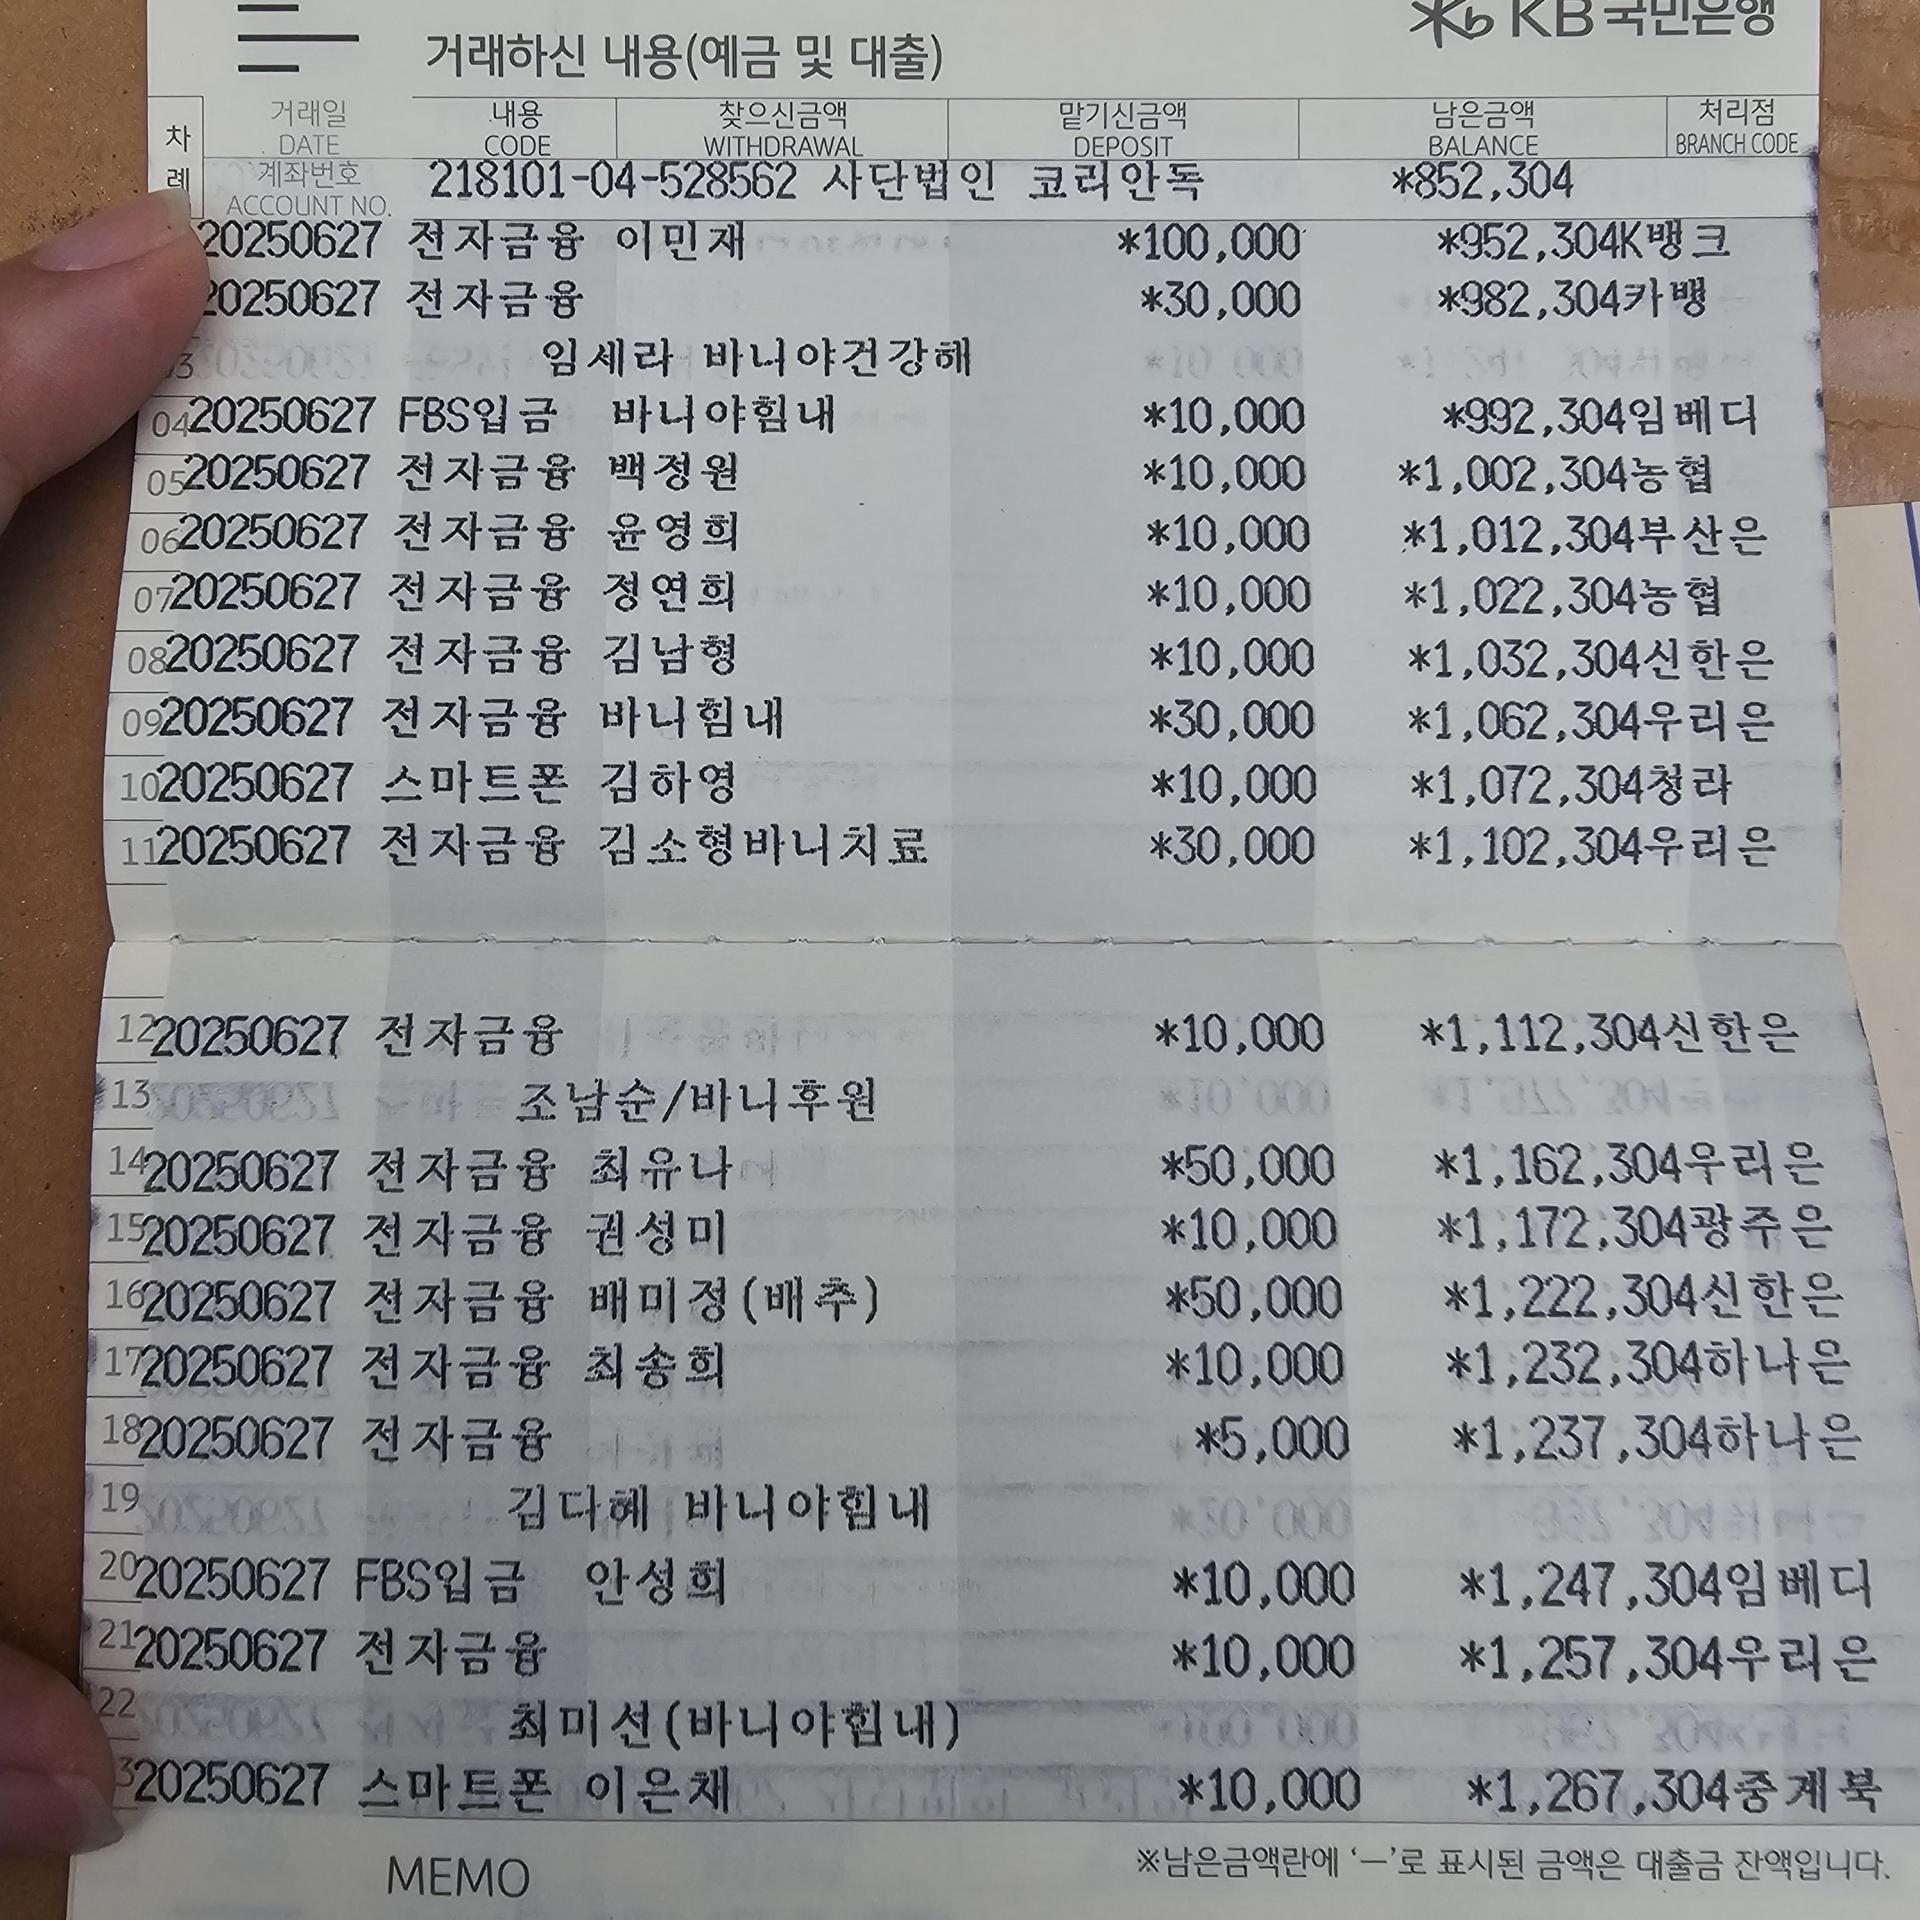 KB국민은행
거래하신 내용(예금 및 대출)
차례 거래일 DATE 내용 CODE 찾으신금액 WITHDRAWAL 맡기신금액 DEPOSIT 남은금액 BALANCE 처리점 BRANCH CODE
계좌번호 ACCOUNT NO. 218101-04-528562 사단법인 코리안독 *852,304
20250627 전자금융 이민재 *100,000 *952,304K뱅크
20250627 전자금융 *30,000 *982,304카뱅
03 임세라 바니야건강해
04 20250627 FBS입금 바니야힘내 *10,000 *992,304임베디
05 20250627 전자금융 백정원 *10,000 *1,002,304농협
06 20250627 전자금융 윤영희 *10,000 *1,012,304부산은
07 20250627 전자금융 정연희 *10,000 *1,022,304농협
08 20250627 전자금융 김남형 *10,000 *1,032,304신한은
09 20250627 전자금융 바니힘내 *30,000 *1,062,304우리은
10 20250627 스마트폰 김하영 *10,000 *1,072,304청라
11 20250627 전자금융 김소형바니치료 *30,000 *1,102,304우리은
12 20250627 전자금융 *10,000 *1,112,304신한은
13 조남순/바니후원
14 20250627 전자금융 최유나 *50,000 *1,162,304우리은
15 20250627 전자금융 권성미 *10,000 *1,172,304광주은
16 20250627 전자금융 배미정(배추) *50,000 *1,222,304신한은
17 20250627 전자금융 최송희 *10,000 *1,232,304하나은
18 20250627 전자금융 *5,000 *1,237,304하나은
19 김다혜 바니야힘내
20 20250627 FBS입금 안성희 *10,000 *1,247,304임베디
21 20250627 전자금융 *10,000 *1,257,304우리은
22 최미선(바니야힘내)
3 20250627 스마트폰 이은채 *10,000 *1,267,304중계북
MEMO ※남은금액란에 ‘-’로 표시된 금액은 대출금 잔액입니다.